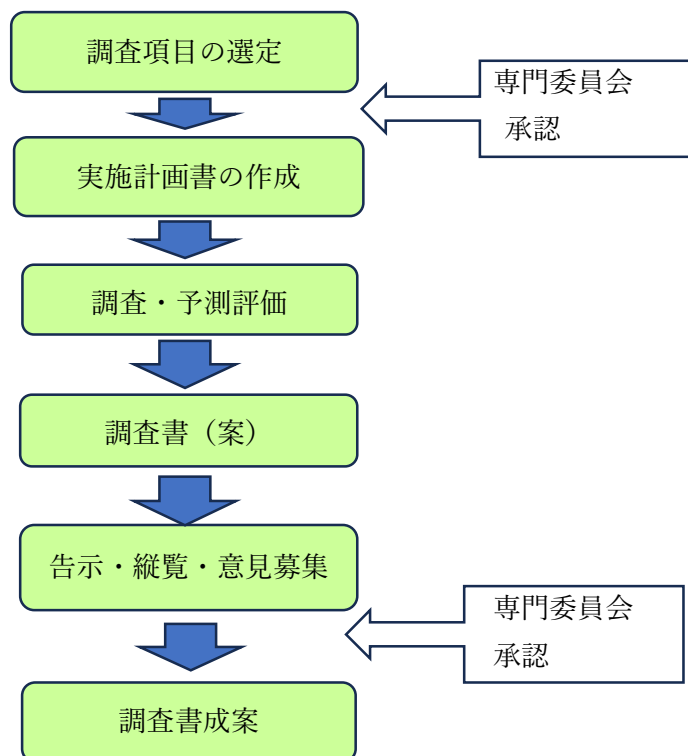 調査項目の選定
専門委員会
承認
実施計画書の作成
調査・予測評価
調査書（案）
告示・縦覧・意見募集
専門委員会
承認
調査書成案